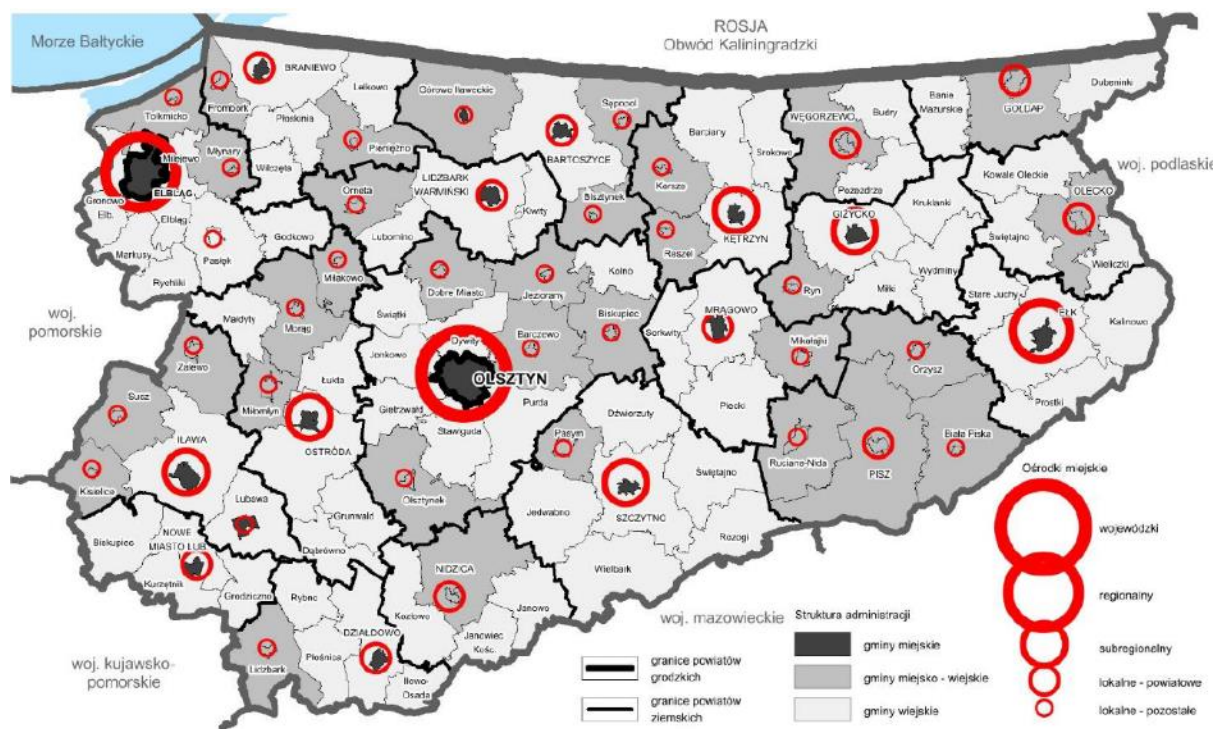 Morze Bałtyckie
ROSJA
Obwód Kaliningradzki
BRANIEWO
Lelkowo
Górowo Iławeckie
Sępopol
Banie
Mazurskie
GOŁDAP
Dubeninki
Frombork
Tolkmicko
Płoskinia
Pieniężno
BARTOSZYCE
Barciany
Srokowo
WĘGORZEWO
Budry
woj. podlaskie
Milejewo
Młynary
Wilczęta
Orneta
LIDZBARK
WARMIŃSKI
Kiwity
Bisztynek
Korsze
Pozezdrze
Kowale Oleckie
OLECKO
ELBLĄG
Gronowo
Elb.
Elbląg
Markusy
Pasłęk
Rychliki
Godkowo
Lubomino
Reszel
KĘTRZYN
GIŻYCKO
Kruklanki
Świętajno
Wieliczki
Miłakowo
Dobre Miasto
Jeziorany
Kolno
Ryn
Miłki
Wydminy
Stare Juchy
EŁK
Kalinowo
woj.
pomorskie
Małdyty
Morąg
Świątki
Biskupiec
Sorkwity
MRĄGOWO
Mikołajki
Orzysz
Zalewo
Jonkowo
Dywity
Barczewo
OLSZTYN
Łukta
Miłomłyn
Gietrzwałd
Purda
Stawiguda
Dźwierzuty
Piecki
Prostki
Susz
IŁAWA
OSTRÓDA
Pasym
Ruciane-Nida
PISZ
Biała Piska
Kisielice
Lubawa
Olsztynek
Grunwald
Dąbrówno
Jedwabno
SZCZYTNO
Świętajno
Rozogi
Wielbark
Biskupiec
NOWE
MIASTO LUB.
Kurzętnik
Grodziczno
Rybno
NIDZICA
Kozłowo
Janowo
Janowiec
Kośc.
Lidzbark
Płośnica
DZIAŁDOWO
Iłowo-
Osada
woj. kujawsko-
pomorskie
woj. mazowieckie
granice powiatów
grodzkich
granice powiatów
ziemskich
Struktura administracji
gminy miejskie
gminy miejsko - wiejskie
gminy wiejskie
Ośrodki miejskie
wojewódzki
regionalny
subregionalny
lokalne - powiatowe
lokalne - pozostałe